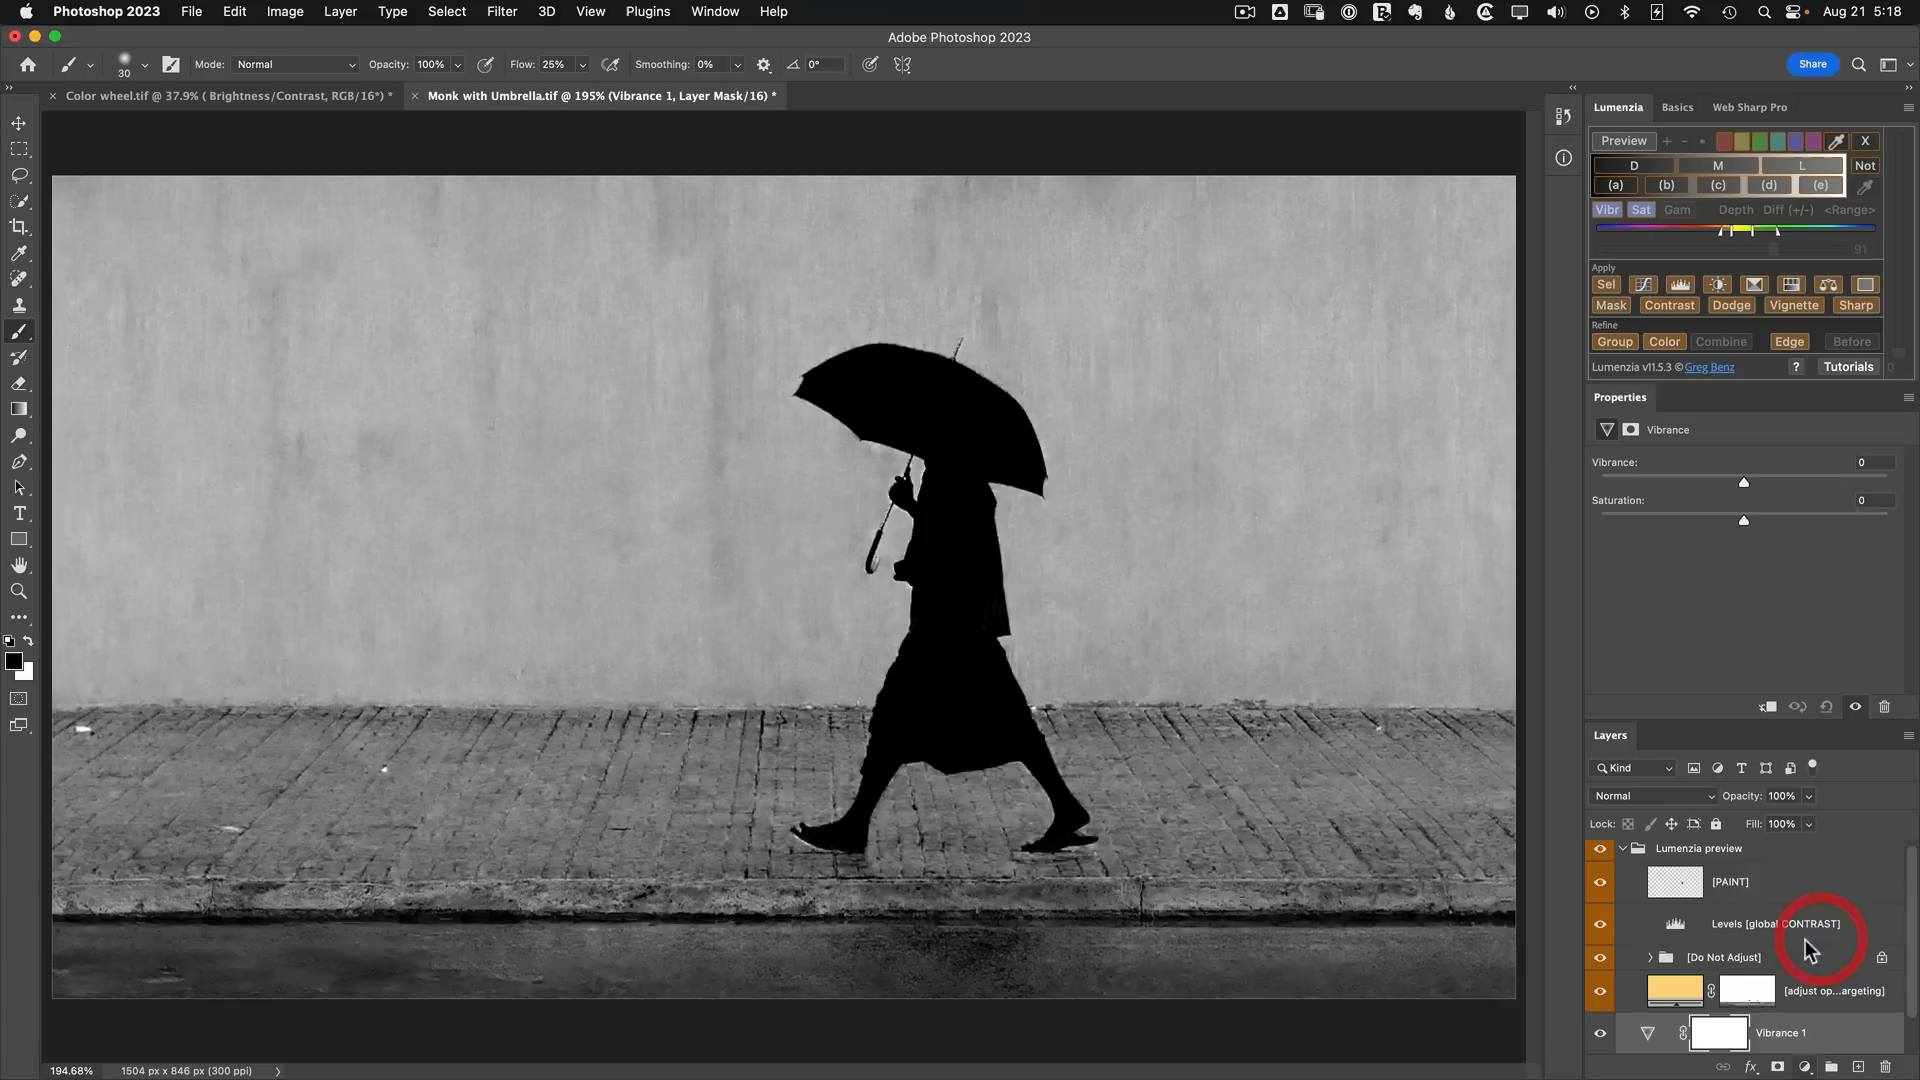 Photoshop 2023 File Edit Image Layer Type Select Filter 3D View Plugins Window Help Aug 21 5:18
Adobe Photoshop 2023
30 Mode: Normal Opacity: 100% Flow: 25% Smoothing: 0% 0° Share
Color wheel.tif @ 37.9% ( Brightness/Contrast, RGB/16*) * Monk with Umbrella.tif @ 195% (Vibrance 1, Layer Mask/16) *
Lumenzia Basics Web Sharp Pro
Preview + - • X
D M L Not
(a) (b) (c) (d) (e)
Vibr Sat Gam Depth Diff (+/-) <Range>
91
Apply
Sel
Mask Contrast Dodge Vignette Sharp
Refine
Group Color Combine Edge Before
Lumenzia v11.5.3 © Greg Benz ? Tutorials 0
Properties
Vibrance
Vibrance: 0
Saturation: 0
Layers
Kind
Normal Opacity: 100%
Lock: Fill: 100%
Lumenzia preview
[PAINT]
Levels [global CONTRAST]
[Do Not Adjust]
[adjust op...argeting]
Vibrance 1
fx
194.68% 1504 px x 846 px (300 ppi)